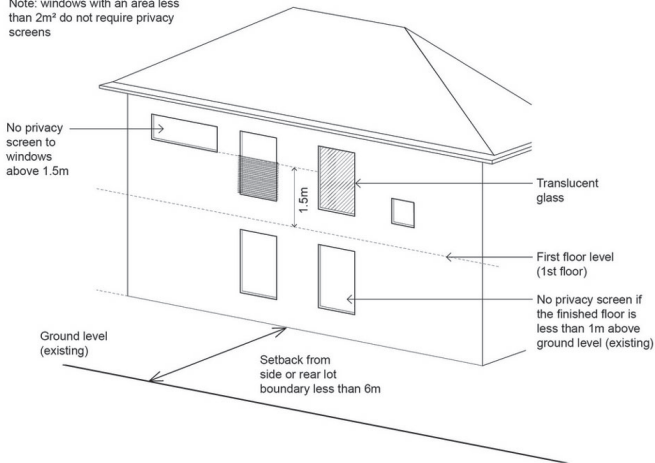 Note: windows with an area less
than 2m² do not require privacy
screens
No privacy
screen to
windows
above 1.5m
1.5m
Translucent
glass
First floor level
(1st floor)
No privacy screen if
the finished floor is
less than 1m above
ground level (existing)
Ground level
(existing)
Setback from
side or rear lot
boundary less than 6m